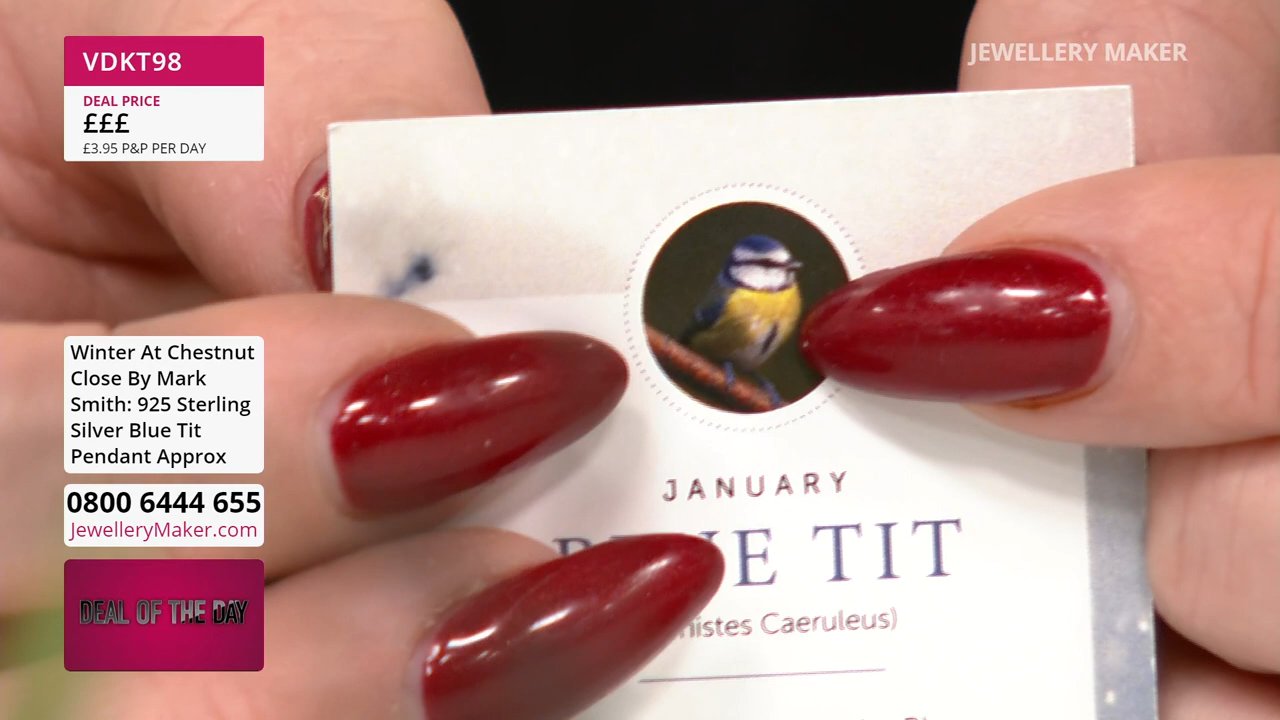 VDKT98
DEAL PRICE
£££
£3.95 P&P PER DAY
JEWELLERY MAKER
Winter At Chestnut
Close By Mark
Smith: 925 Sterling
Silver Blue Tit
Pendant Approx
0800 6444 655
JewelleryMaker.com
DEAL OF THE DAY
JANUARY
TIT
Caeruleus)